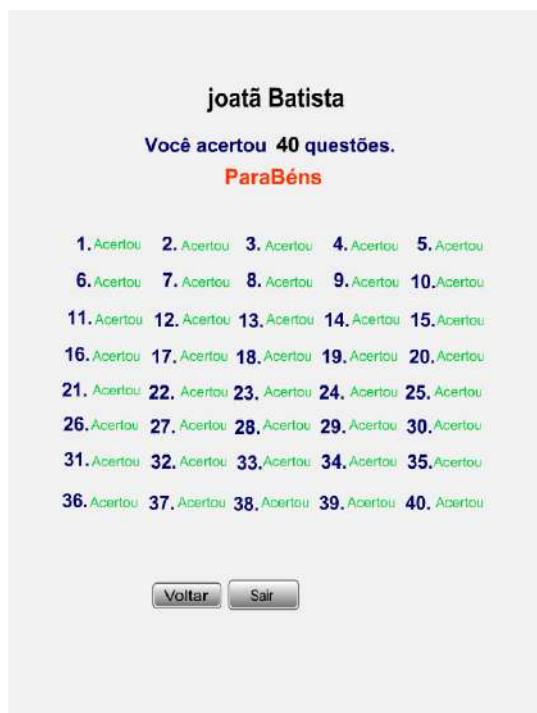 joatã Batista
Você acertou 40 questões.
ParaBéns
1. Acertou 2. Acertou 3. Acertou 4. Acertou 5. Acertou
6. Acertou 7. Acertou 8. Acertou 9. Acertou 10. Acertou
11. Acertou 12. Acertou 13. Acertou 14. Acertou 15. Acertou
16. Acertou 17. Acertou 18. Acertou 19. Acertou 20. Acertou
21. Acertou 22. Acertou 23. Acertou 24. Acertou 25. Acertou
26. Acertou 27. Acertou 28. Acertou 29. Acertou 30. Acertou
31. Acertou 32. Acertou 33. Acertou 34. Acertou 35. Acertou
36. Acertou 37. Acertou 38. Acertou 39. Acertou 40. Acertou
Voltar Sair